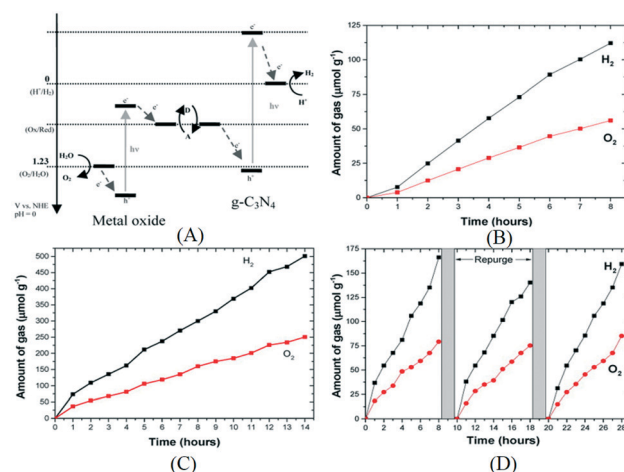 e-
e-
0
(H⁺/H₂)
H₂
hν
H⁺
e-
e-
D
(Ox/Red)
A
e-
1.23
(O₂/H₂O)
H₂O
hν
O₂
e-
h⁺
h⁺
V vs. NHE
pH = 0
Metal oxide
g-C₃N₄
(A)
Amount of gas (μmol g⁻¹)
125
100
75
50
25
0
H₂
O₂
0 1 2 3 4 5 6 7 8
Time (hours)
(B)
Amount of gas (μmol g⁻¹)
500
450
400
350
300
250
200
150
100
50
0
H₂
O₂
0 1 2 3 4 5 6 7 8 9 10 11 12 13 14
Time (hours)
(C)
Amount of gas (μmol g⁻¹)
175
150
125
100
75
50
25
0
Repurge
H₂
O₂
0 2 4 6 8 10 12 14 16 18 20 22 24 26 28
Time (hours)
(D)